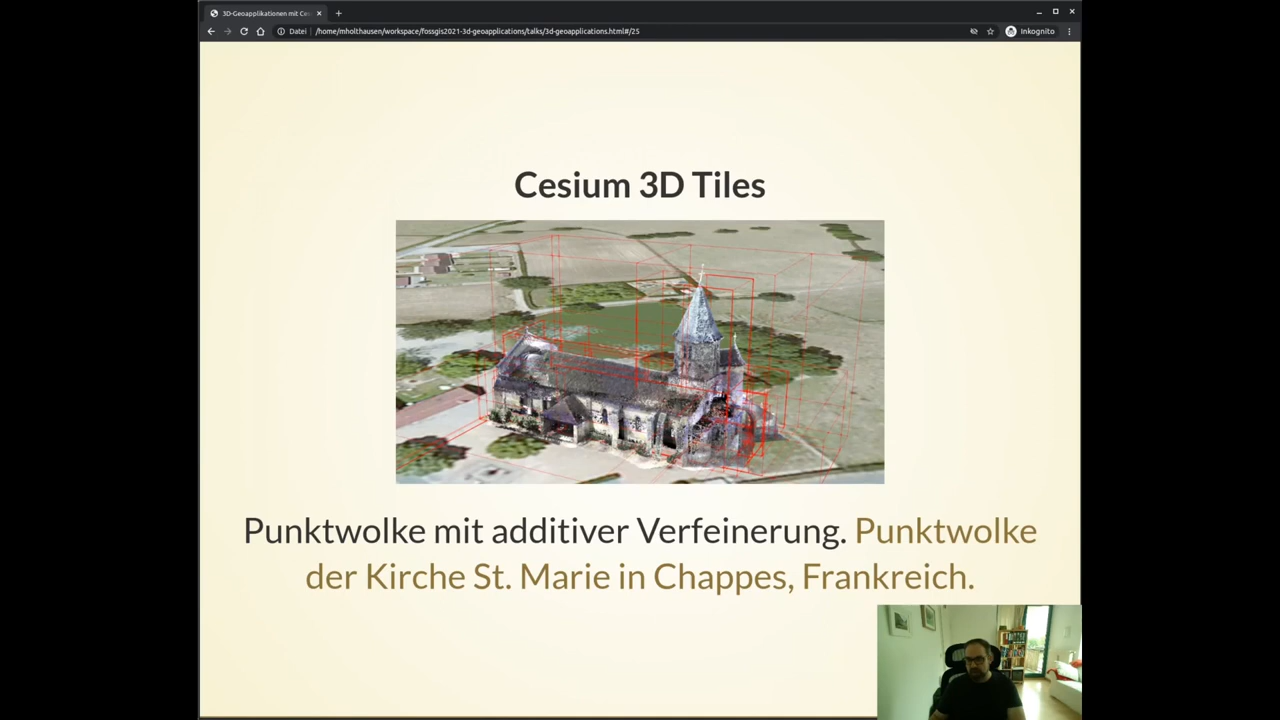 3D-Geoapplikationen mit Ces
Datei
/home/mholthausen/workspace/fossgis2021-3d-geoapplications/talks/3d-geoapplications.html#/25
Inkognito
Cesium 3D Tiles
Punktwolke mit additiver Verfeinerung. Punktwolke
der Kirche St. Marie in Chappes, Frankreich.